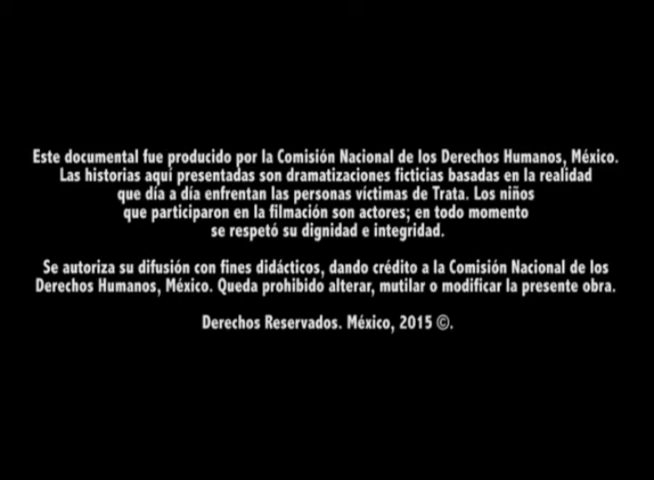 Este documental fue producido por la Comisión Nacional de los Derechos Humanos, México.
Las historias aquí presentadas son dramatizaciones ficticias basadas en la realidad
que día a día enfrentan las personas víctimas de Trata. Los niños
que participaron en la filmación son actores; en todo momento
se respetó su dignidad e integridad.
Se autoriza su difusión con fines didácticos, dando crédito a la Comisión Nacional de los
Derechos Humanos, México. Queda prohibido alterar, mutilar o modificar la presente obra.
Derechos Reservados. México, 2015 ©.